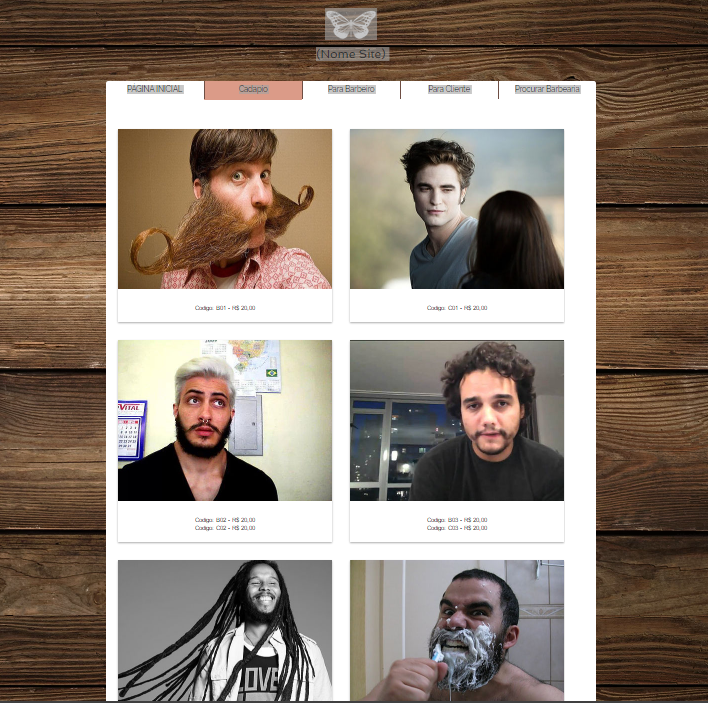 (Nome Site)
PAGINA INICIAL
Cadapio
Para Barbeiro
Para Cliente
Procurar Barbearia
Codigo: B01 - R$ 20,00
Codigo: C01 - R$ 20,00
VITAL
Codigo: B02 - R$ 20,00
Codigo: C02 - R$ 20,00
Codigo: B03 - R$ 20,00
Codigo: C03 - R$ 20,00
LOVE